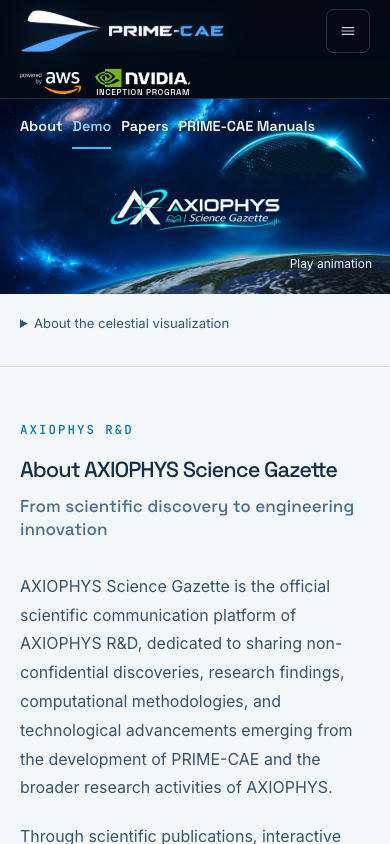 PRIME-CAE
powered by aws NVIDIA.
INCEPTION PROGRAM
About Demo Papers PRIME-CAE Manuals
AXIOPHYS
Science Gazette
Play animation
About the celestial visualization
AXIOPHYS R&D
About AXIOPHYS Science Gazette
From scientific discovery to engineering
innovation
AXIOPHYS Science Gazette is the official
scientific communication platform of
AXIOPHYS R&D, dedicated to sharing non-
confidential discoveries, research findings,
computational methodologies, and
technological advancements emerging from
the development of PRIME-CAE and the
broader research activities of AXIOPHYS.
Through scientific publications, interactive